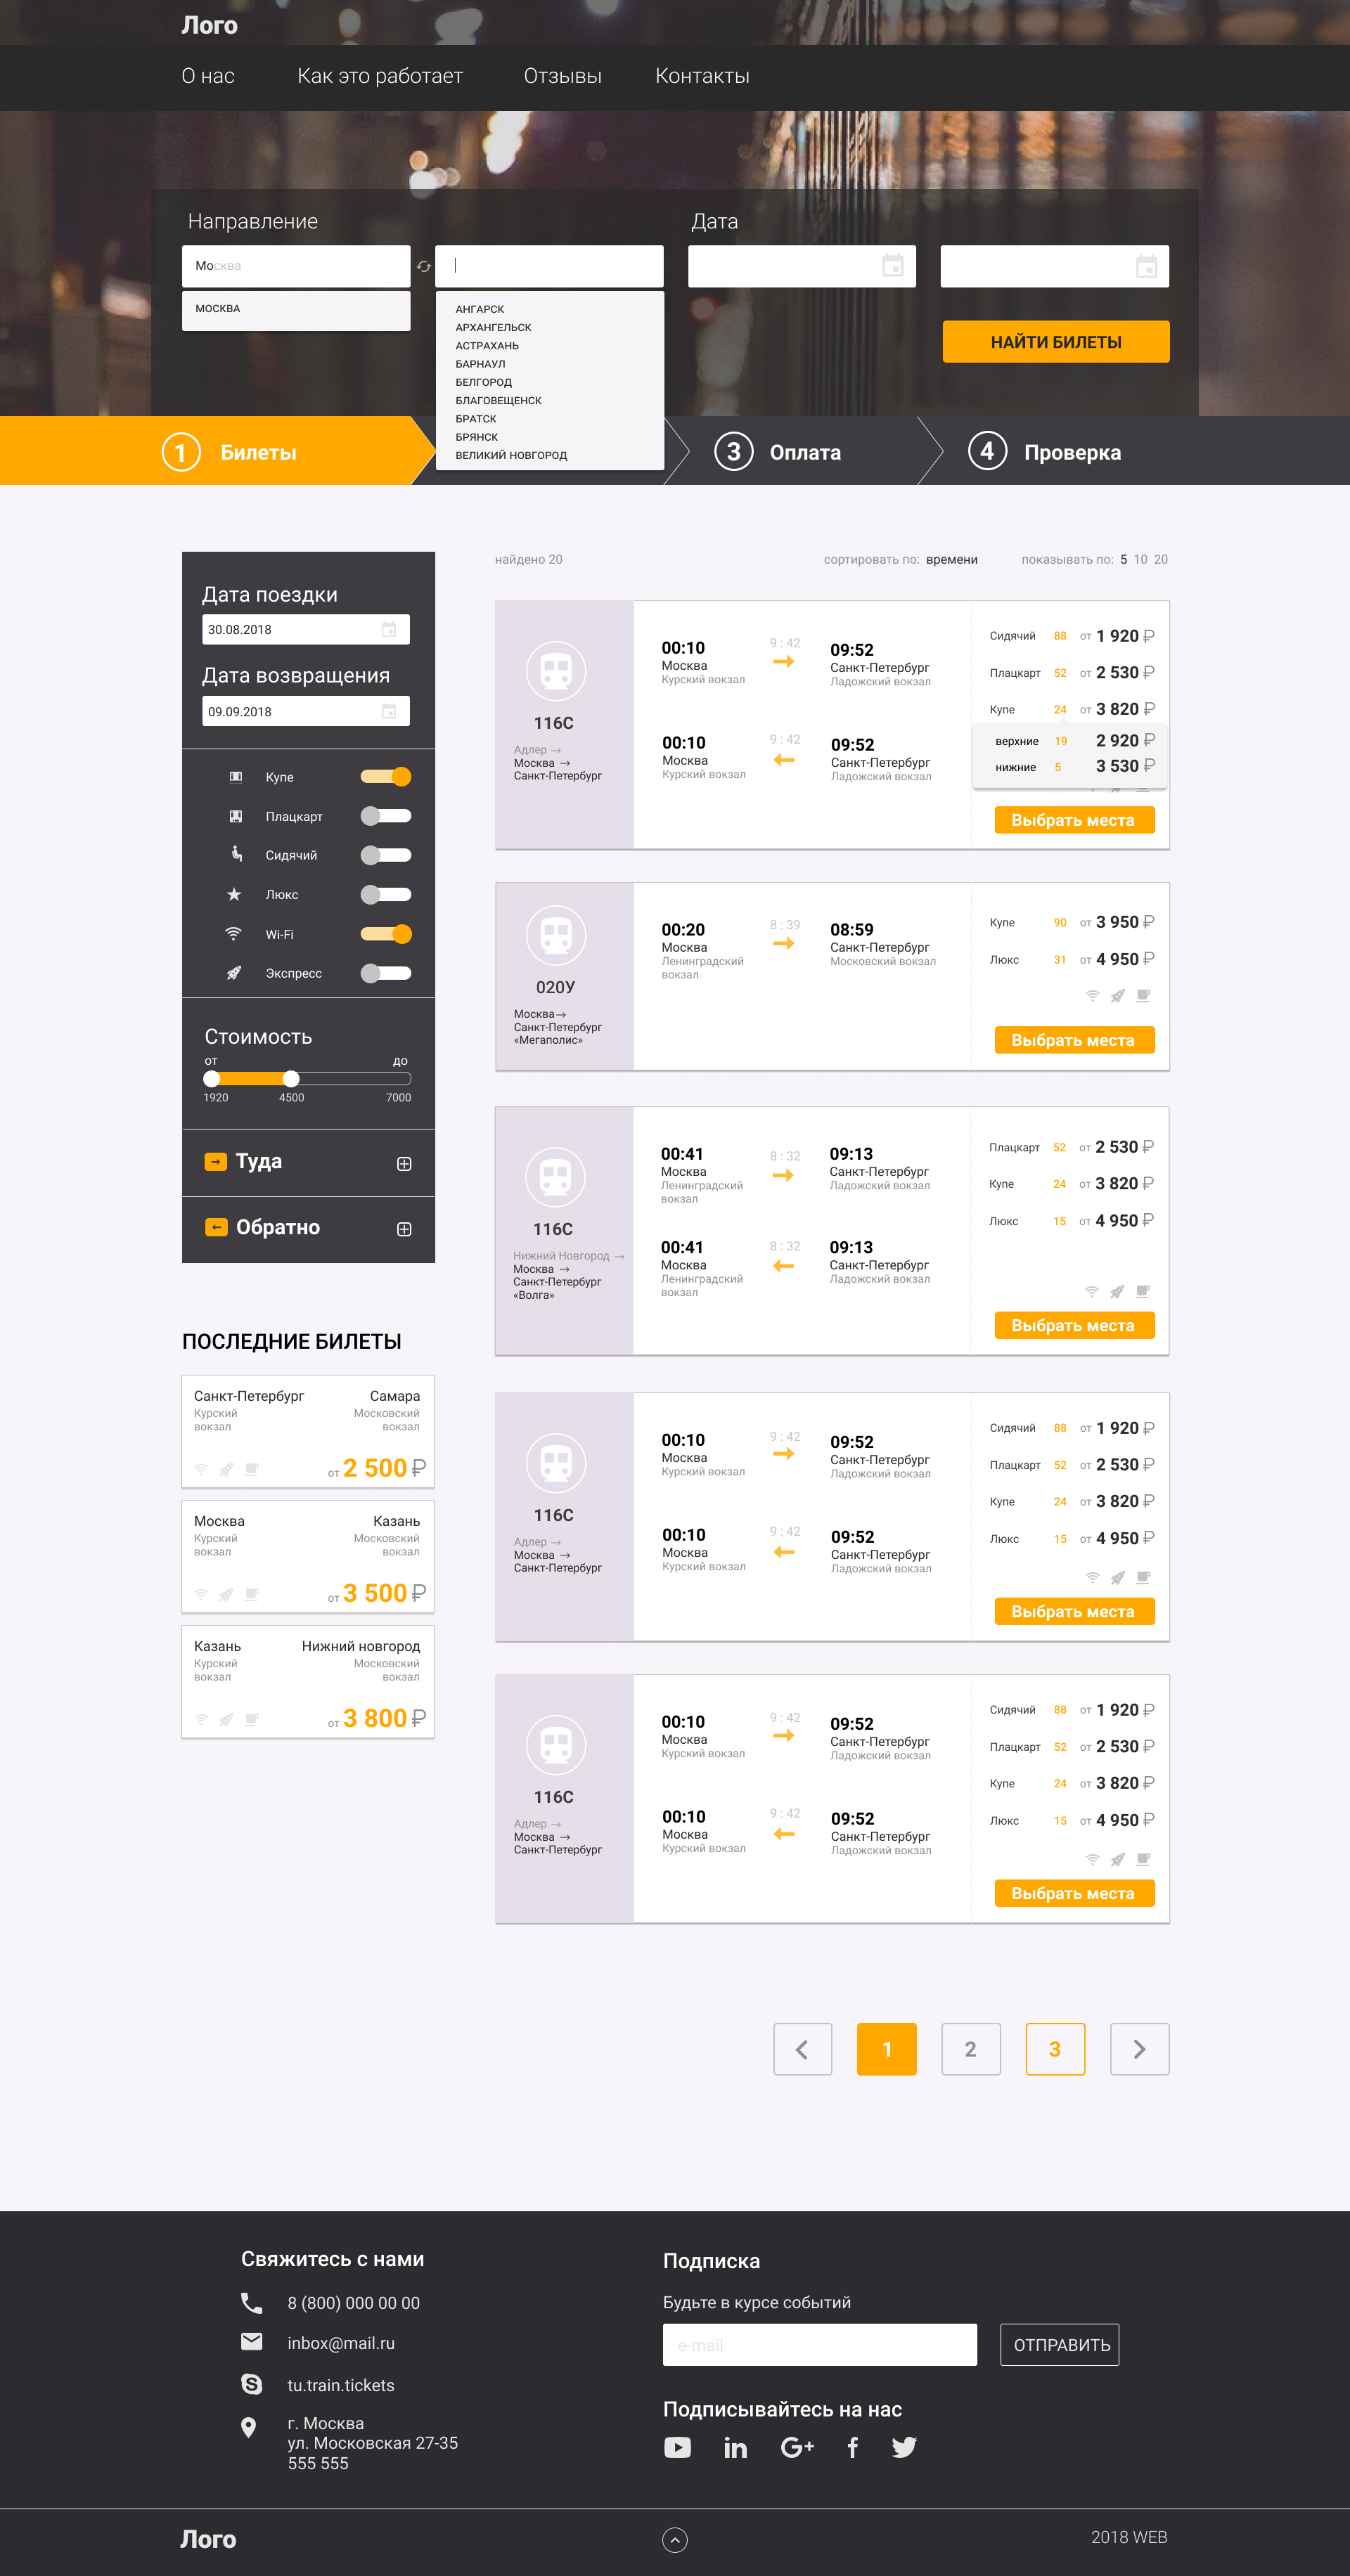 Лого
О нас
Как это работает
Отзывы
Контакты
Направление
Дата
Москва
МОСКВА
АНГАРСК
АРХАНГЕЛЬСК
АСТРАХАНЬ
БАРНАУЛ
БЕЛГОРОД
БЛАГОВЕЩЕНСК
БРАТСК
БРЯНСК
ВЕЛИКИЙ НОВГОРОД
НАЙТИ БИЛЕТЫ
1 Билеты
3 Оплата
4 Проверка
Дата поездки
30.08.2018
Дата возвращения
09.09.2018
Купе
Плацкарт
Сидячий
Люкс
Wi-Fi
Экспресс
Стоимость
от до
1920 4500 7000
Туда
Обратно
ПОСЛЕДНИЕ БИЛЕТЫ
Санкт-Петербург Самара
Курский Московский
вокзал вокзал
от 2 500 ₽
Москва Казань
Курский Московский
вокзал вокзал
от 3 500 ₽
Казань Нижний новгород
Курский Московский
вокзал вокзал
от 3 800 ₽
найдено 20
сортировать по: времени
показывать по: 5 10 20
116С
Адлер →
Москва →
Санкт-Петербург
00:10 9 : 42 09:52
Москва Санкт-Петербург
Курский вокзал Ладожский вокзал
00:10 9 : 42 09:52
Москва Санкт-Петербург
Курский вокзал Ладожский вокзал
Сидячий 88 от 1 920 ₽
Плацкарт 52 от 2 530 ₽
Купе 24 от 3 820 ₽
верхние 19 2 920 ₽
нижние 5 3 530 ₽
Выбрать места
020У
Москва→
Санкт-Петербург
«Мегаполис»
00:20 8 : 39 08:59
Москва Санкт-Петербург
Ленинградский Московский вокзал
вокзал
Купе 90 от 3 950 ₽
Люкс 31 от 4 950 ₽
Выбрать места
116С
Нижний Новгород →
Москва →
Санкт-Петербург
«Волга»
00:41 8 : 32 09:13
Москва Санкт-Петербург
Ленинградский Ладожский вокзал
вокзал
00:41 8 : 32 09:13
Москва Санкт-Петербург
Ленинградский Ладожский вокзал
вокзал
Плацкарт 52 от 2 530 ₽
Купе 24 от 3 820 ₽
Люкс 15 от 4 950 ₽
Выбрать места
116С
Адлер →
Москва →
Санкт-Петербург
00:10 9 : 42 09:52
Москва Санкт-Петербург
Курский вокзал Ладожский вокзал
00:10 9 : 42 09:52
Москва Санкт-Петербург
Курский вокзал Ладожский вокзал
Сидячий 88 от 1 920 ₽
Плацкарт 52 от 2 530 ₽
Купе 24 от 3 820 ₽
Люкс 15 от 4 950 ₽
Выбрать места
116С
Адлер →
Москва →
Санкт-Петербург
00:10 9 : 42 09:52
Москва Санкт-Петербург
Курский вокзал Ладожский вокзал
00:10 9 : 42 09:52
Москва Санкт-Петербург
Курский вокзал Ладожский вокзал
Сидячий 88 от 1 920 ₽
Плацкарт 52 от 2 530 ₽
Купе 24 от 3 820 ₽
Люкс 15 от 4 950 ₽
Выбрать места
1 2 3
Свяжитесь с нами
8 (800) 000 00 00
inbox@mail.ru
tu.train.tickets
г. Москва
ул. Московская 27-35
555 555
Подписка
Будьте в курсе событий
e-mail
ОТПРАВИТЬ
Подписывайтесь на нас
Лого
2018 WEB